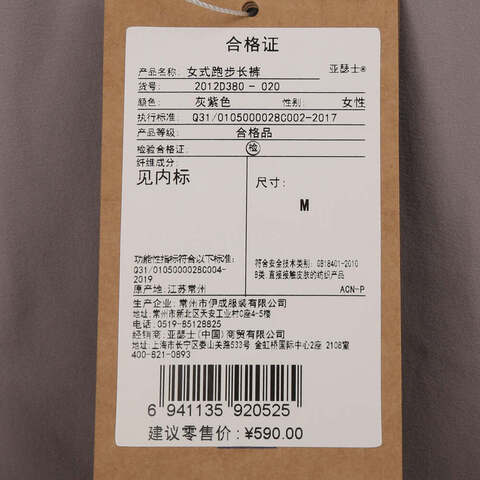 合格证
产品名称: 女式跑步长裤 亚瑟士®
货号: 2012D380-020
颜色: 灰紫色 性别: 女性
执行标准: Q31/0105000028C002-2017
产品等级: 合格品
检验合格证: 检
纤维成分:
见内标
尺寸:
M
功能性指标符合以下标准:
Q31/0105000028C004-
2019
原产地: 江苏常州
符合安全技术类别: GB18401-2010
B类,直接接触皮肤的纺织产品
ACN-P
生产企业: 常州市伊成服装有限公司
地址: 常州市新北区天安工业村C座4-5楼
电话: 0519-85128825
经销商: 亚瑟士(中国)商贸有限公司
地址: 上海市长宁区娄山关路533号 金虹桥国际中心2座 2108室
400-821-0893
6 941135 920525
建议零售价: ¥590.00